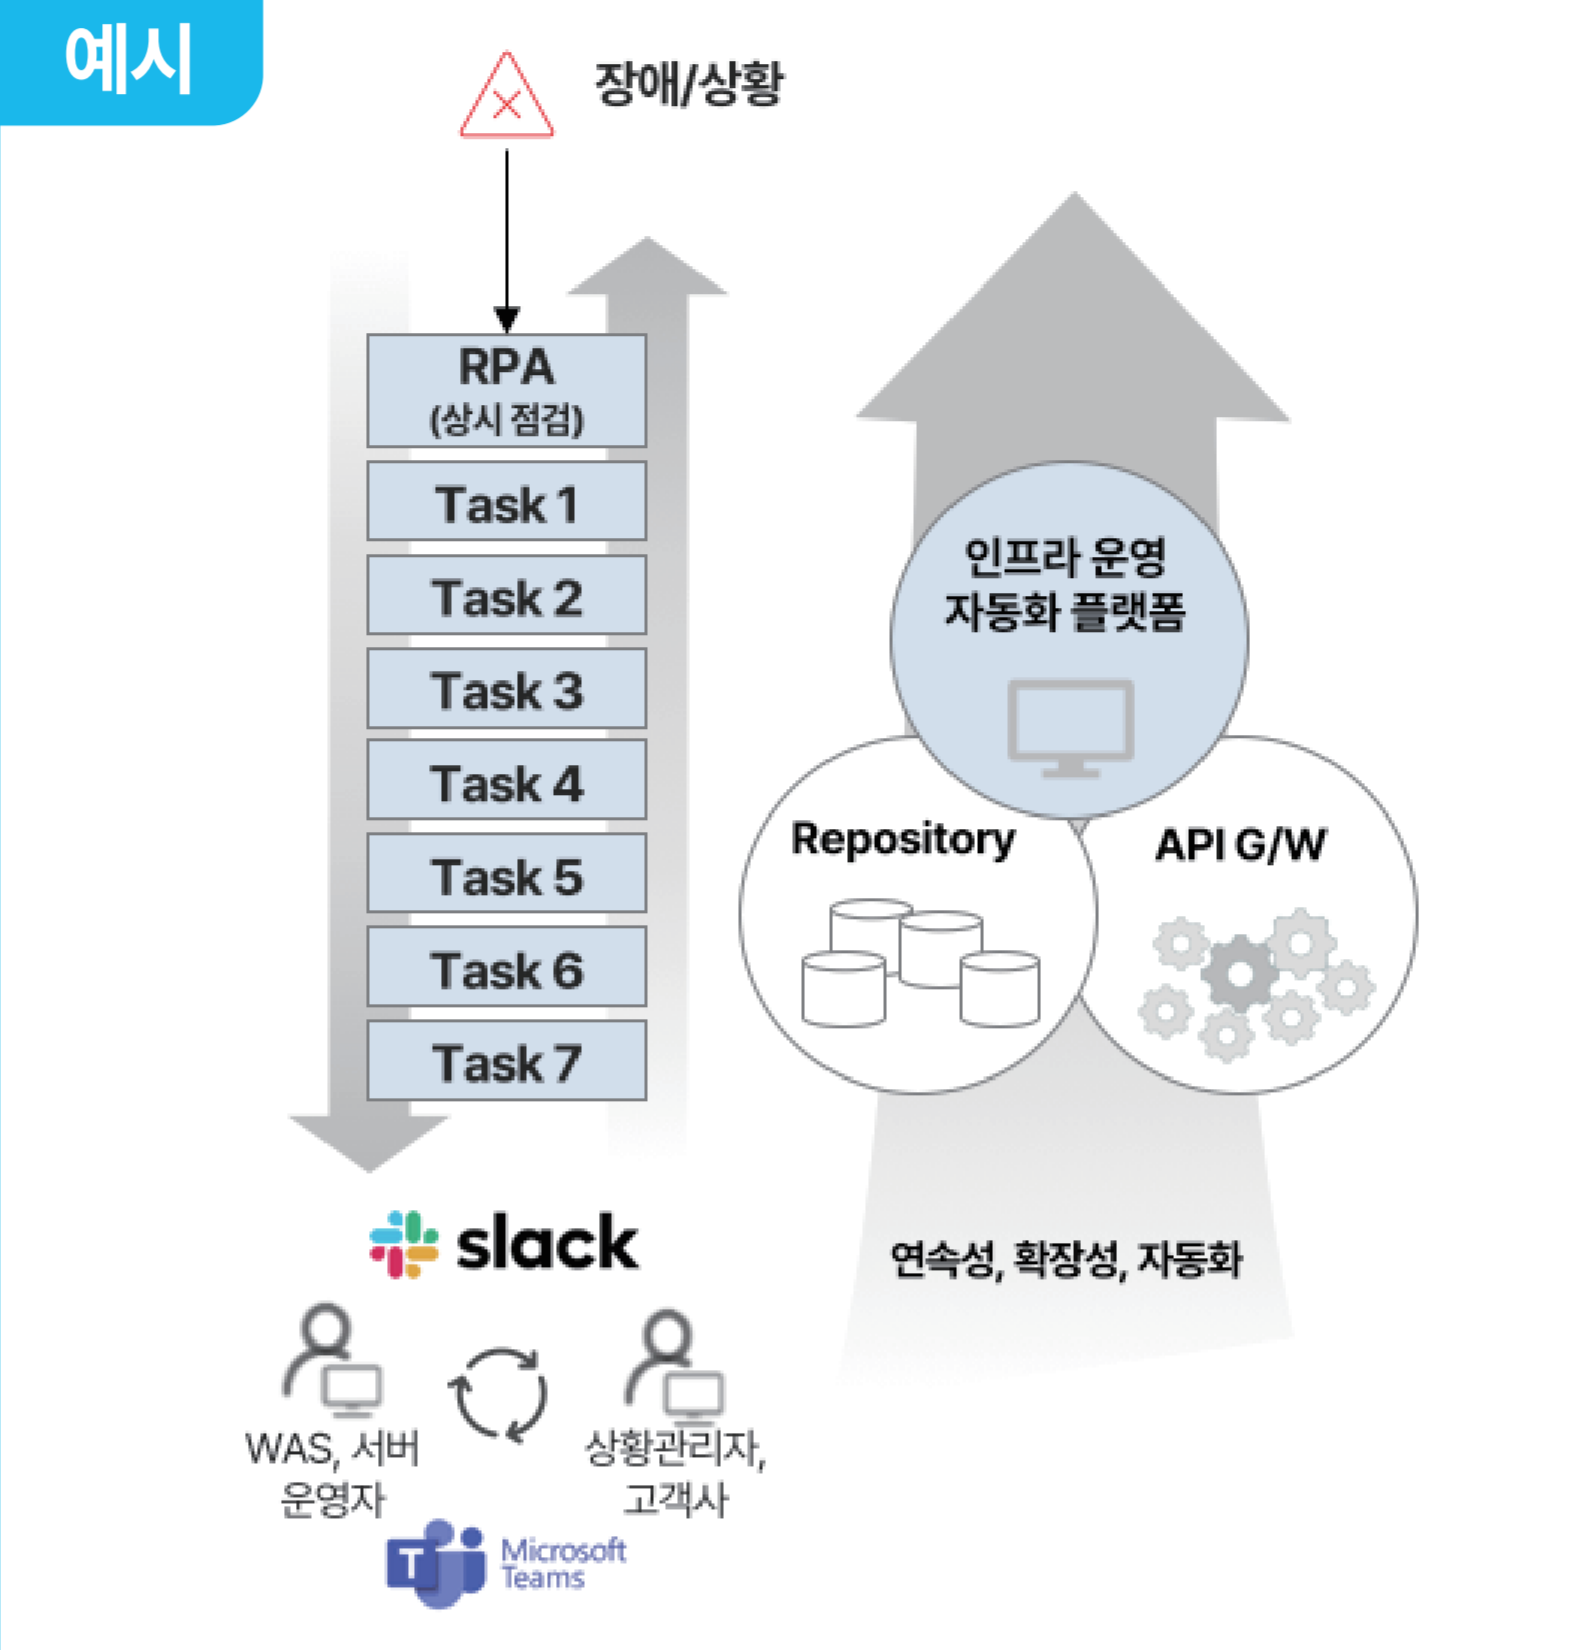 예시
장애/상황
RPA
(상시 점검)
Task 1
Task 2
Task 3
Task 4
Task 5
Task 6
Task 7
slack
WAS, 서버
운영자
상황관리자,
고객사
T
Microsoft
Teams
인프라 운영
자동화 플랫폼
Repository
API G/W
연속성, 확장성, 자동화